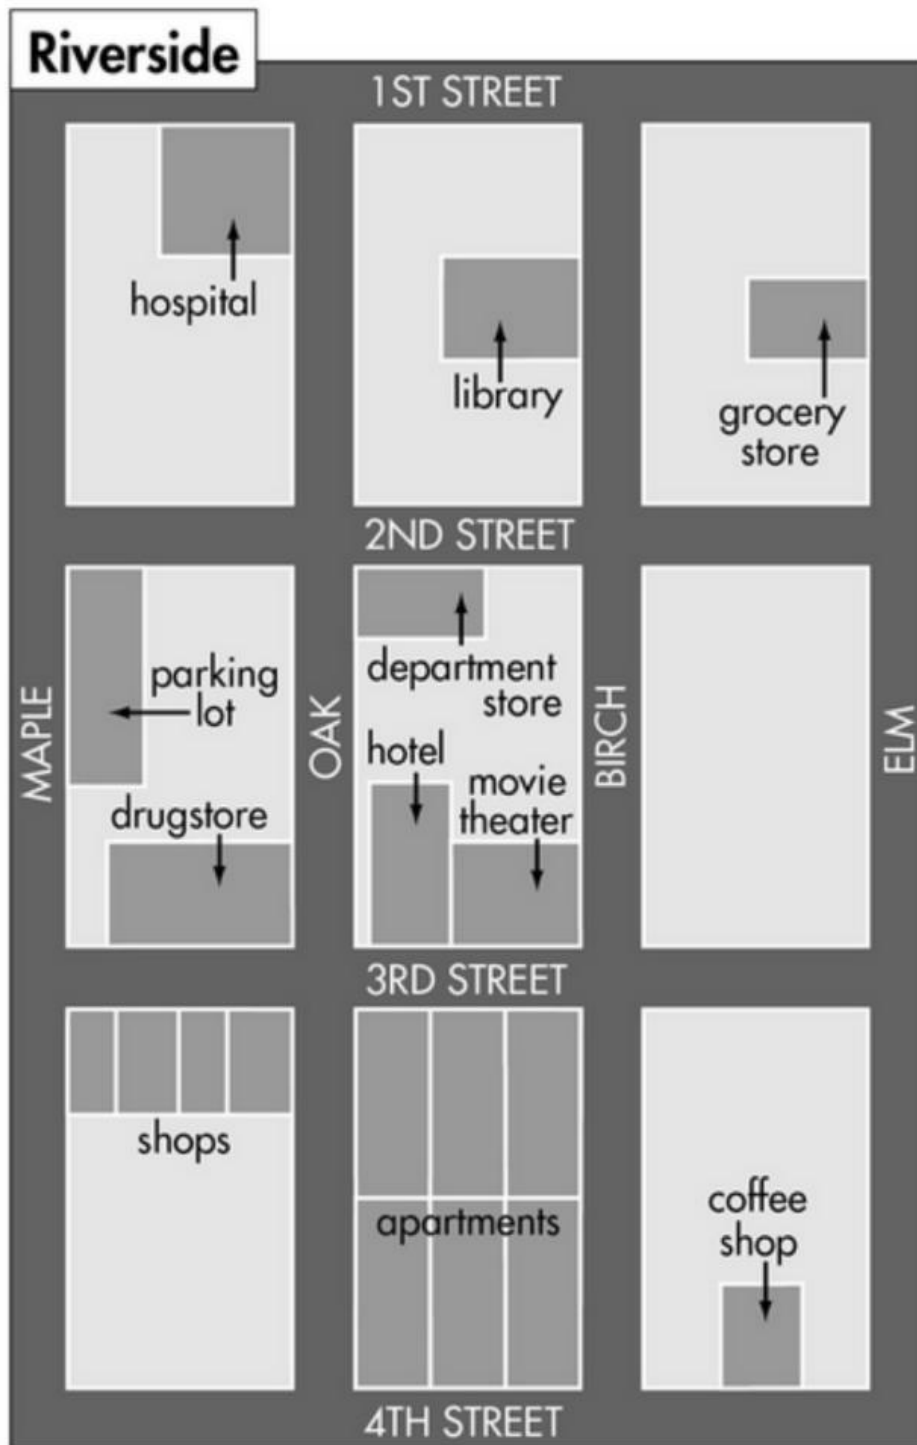 Riverside
1ST STREET
hospital
library
grocery
store
2ND STREET
MAPLE
parking
lot
drugstore
OAK
department
store
hotel
movie
theater
BIRCH
ELM
3RD STREET
shops
apartments
coffee
shop
4TH STREET